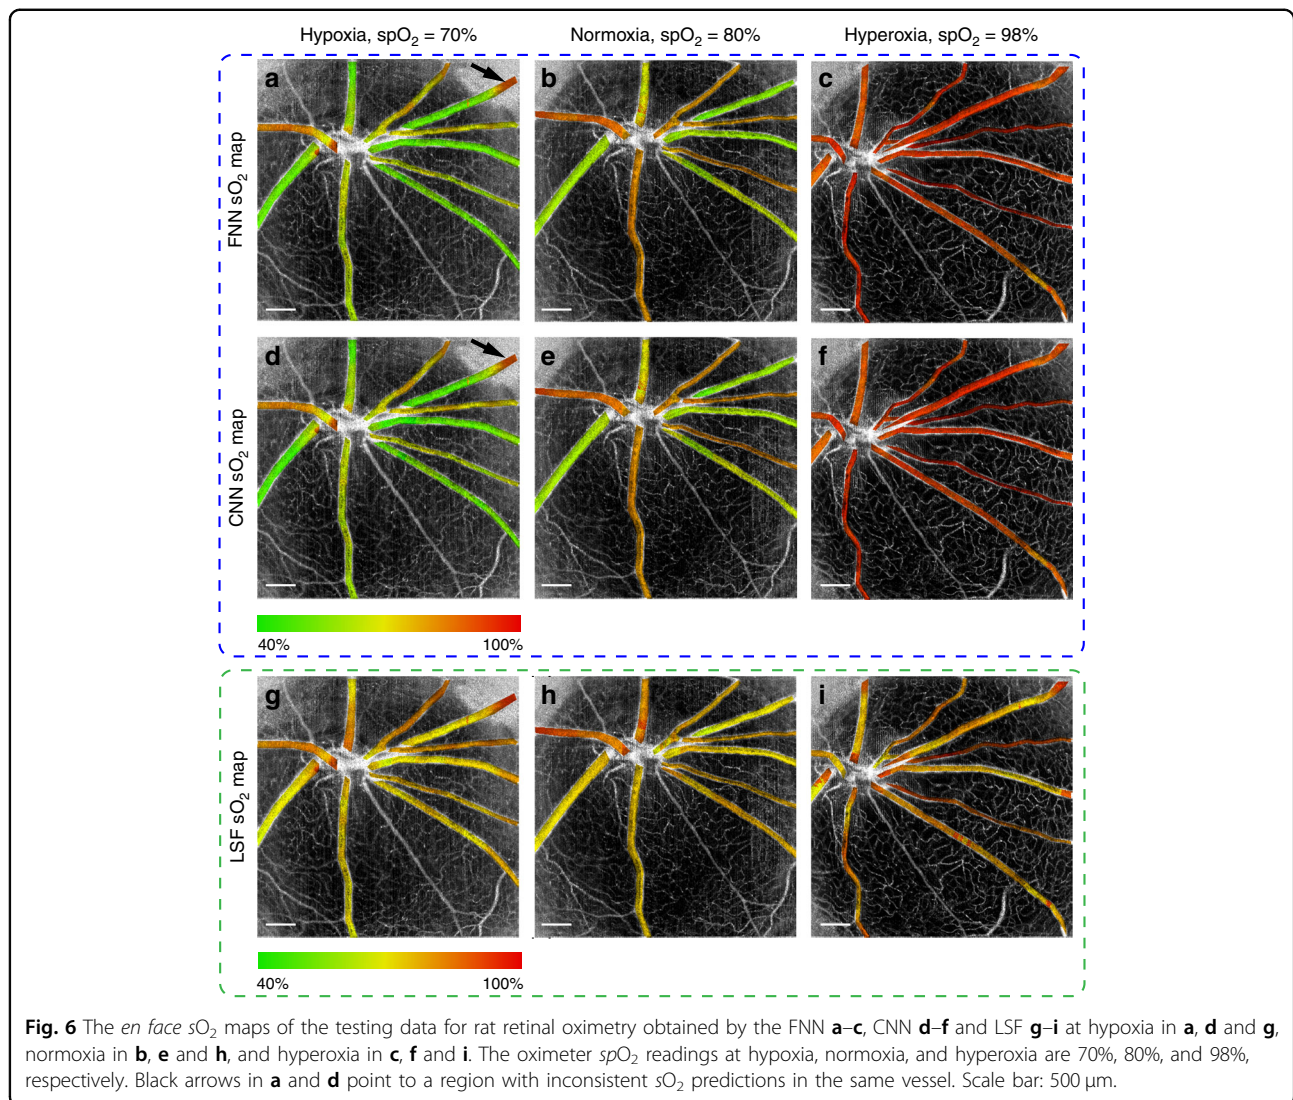 Hypoxia, spO2 = 70% Normoxia, spO2 = 80% Hyperoxia, spO2 = 98%
FNN sO2 map
a b c
CNN sO2 map
d e f
40% 100%
LSF sO2 map
g h i
40% 100%
Fig. 6 The en face sO2 maps of the testing data for rat retinal oximetry obtained by the FNN a–c, CNN d–f and LSF g–i at hypoxia in a, d and g,
normoxia in b, e and h, and hyperoxia in c, f and i. The oximeter spO2 readings at hypoxia, normoxia, and hyperoxia are 70%, 80%, and 98%,
respectively. Black arrows in a and d point to a region with inconsistent sO2 predictions in the same vessel. Scale bar: 500 μm.